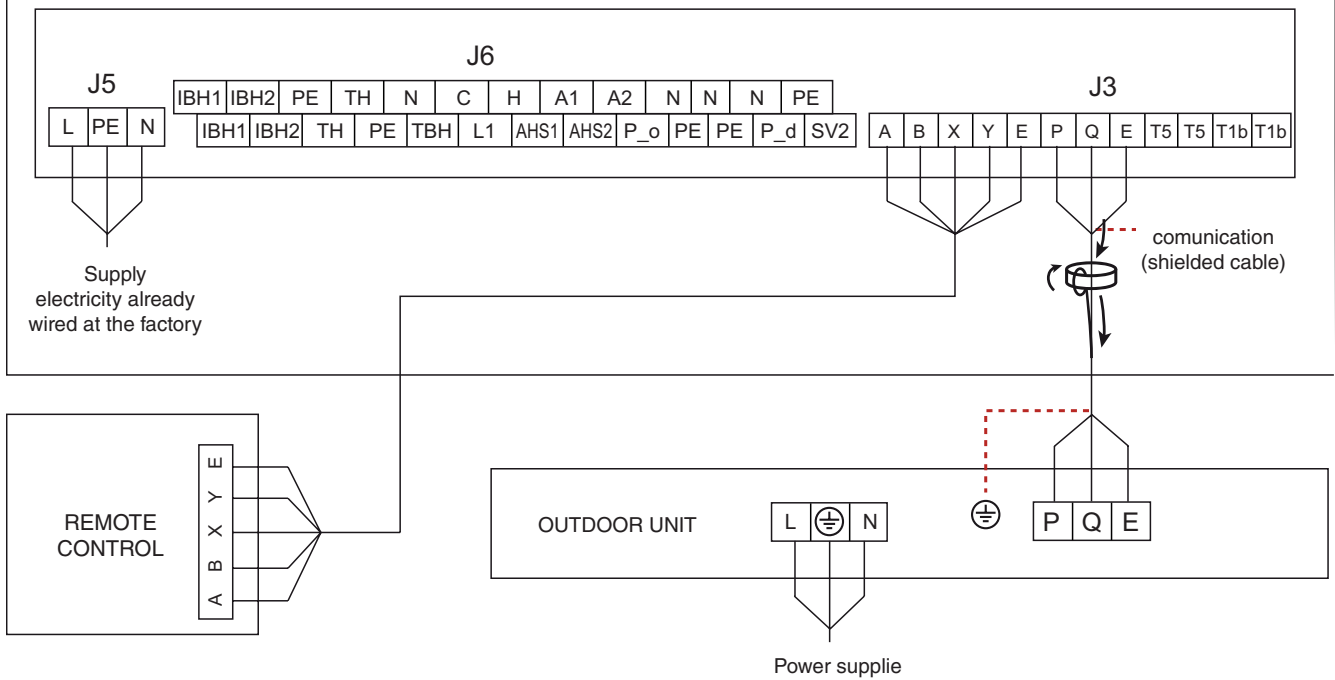 J6
J5
J3
IBH1 IBH2 PE TH N C H A1 A2 N N N PE
L PE N
IBH1 IBH2 TH PE TBH L1 AHS1 AHS2 P_o PE PE P_d SV2
A B X Y E P Q E T5 T5 T1b T1b
Supply
electricity already
wired at the factory
comunication
(shielded cable)
REMOTE
CONTROL
E
Y
X
B
A
OUTDOOR UNIT
L N
P Q E
Power supplie